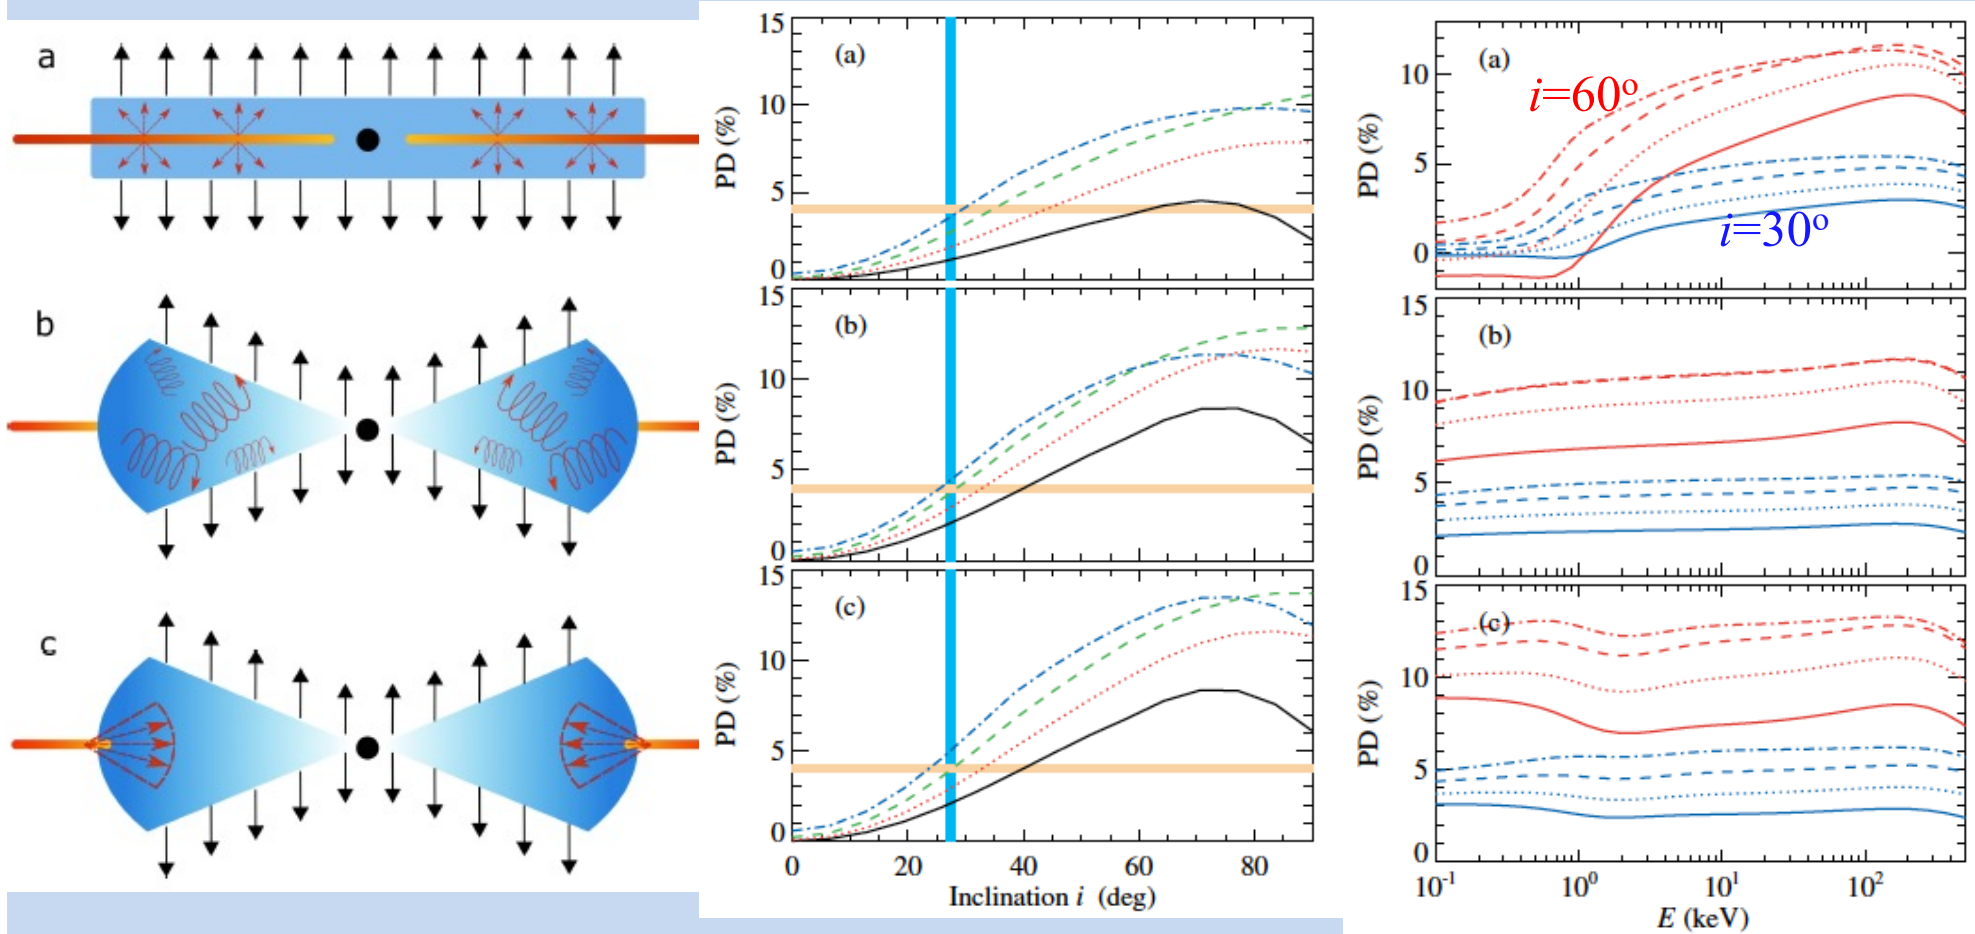 a
b
c
15
(a)
10
PD (%)
5
0
15
(b)
10
PD (%)
5
0
15
(c)
10
PD (%)
5
0
0 20 40 60 80
Inclination i (deg)
(a)
10
i=60°
PD (%)
5
i=30°
0
15
(b)
10
PD (%)
5
0
15
(c)
10
PD (%)
5
0
10⁻¹ 10⁰ 10¹ 10²
E (keV)